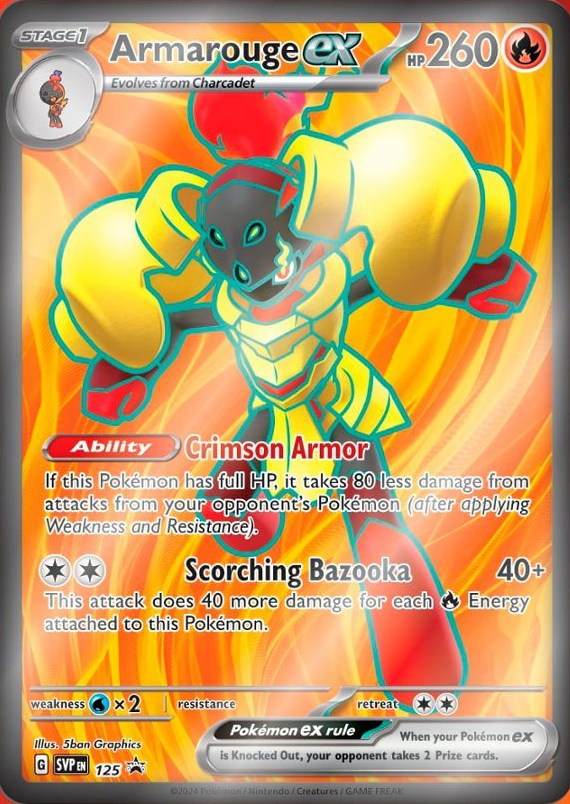 STAGE 1
Armarouge ex
HP 260
Evolves from Charcadet
Ability Crimson Armor
If this Pokémon has full HP, it takes 80 less damage from
attacks from your opponent's Pokémon (after applying
Weakness and Resistance).
Scorching Bazooka 40+
This attack does 40 more damage for each Energy
attached to this Pokémon.
weakness ×2 resistance retreat
Pokémon ex rule When your Pokémon ex
is Knocked Out, your opponent takes 2 Prize cards.
Illus. 5ban Graphics
G SVP EN 125
©2024 Pokémon / Nintendo / Creatures / GAME FREAK